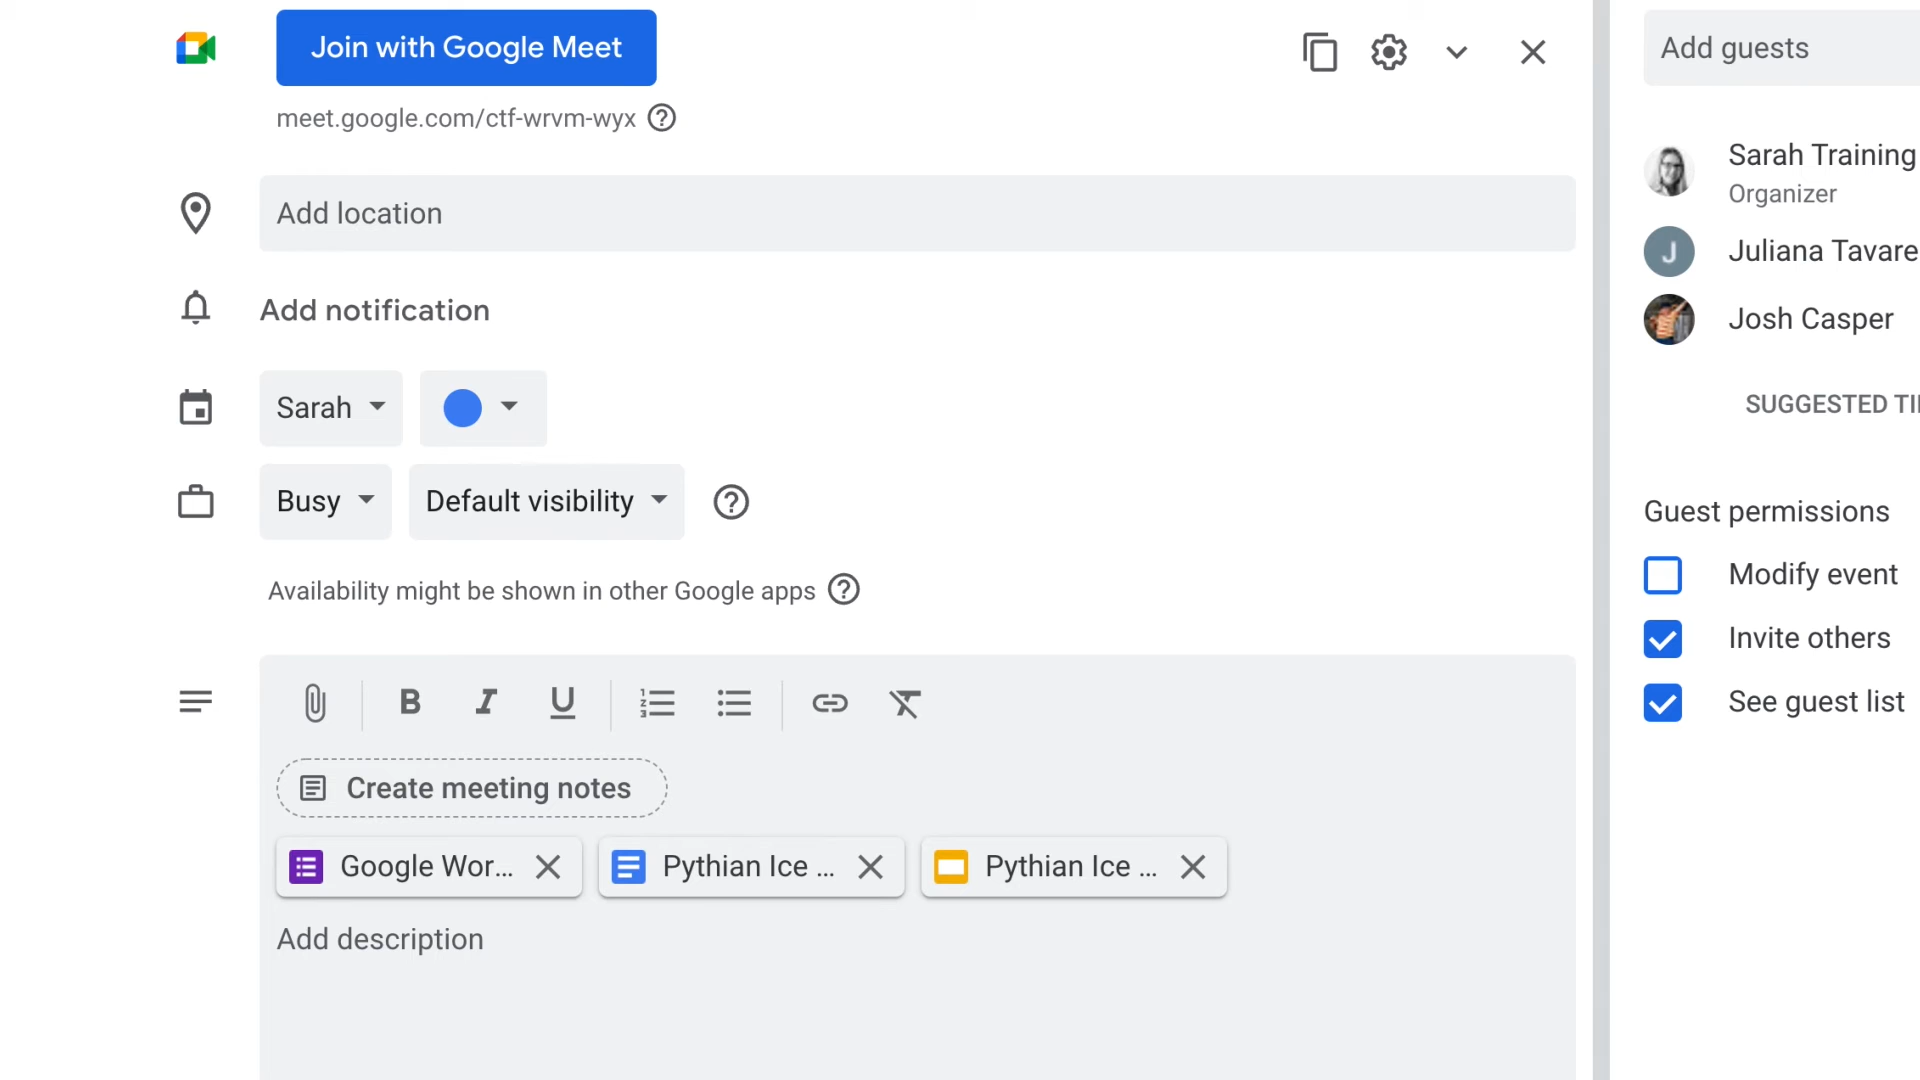 Join with Google Meet
meet.google.com/ctf-wrvm-wyx
Add location
Add notification
Sarah
Busy
Default visibility
Availability might be shown in other Google apps
B I U
Create meeting notes
Google Wor...
Pythian Ice ...
Pythian Ice ...
Add description
Add guests
Sarah Training
Organizer
J
Juliana Tavare
Josh Casper
SUGGESTED TI
Guest permissions
Modify event
Invite others
See guest list